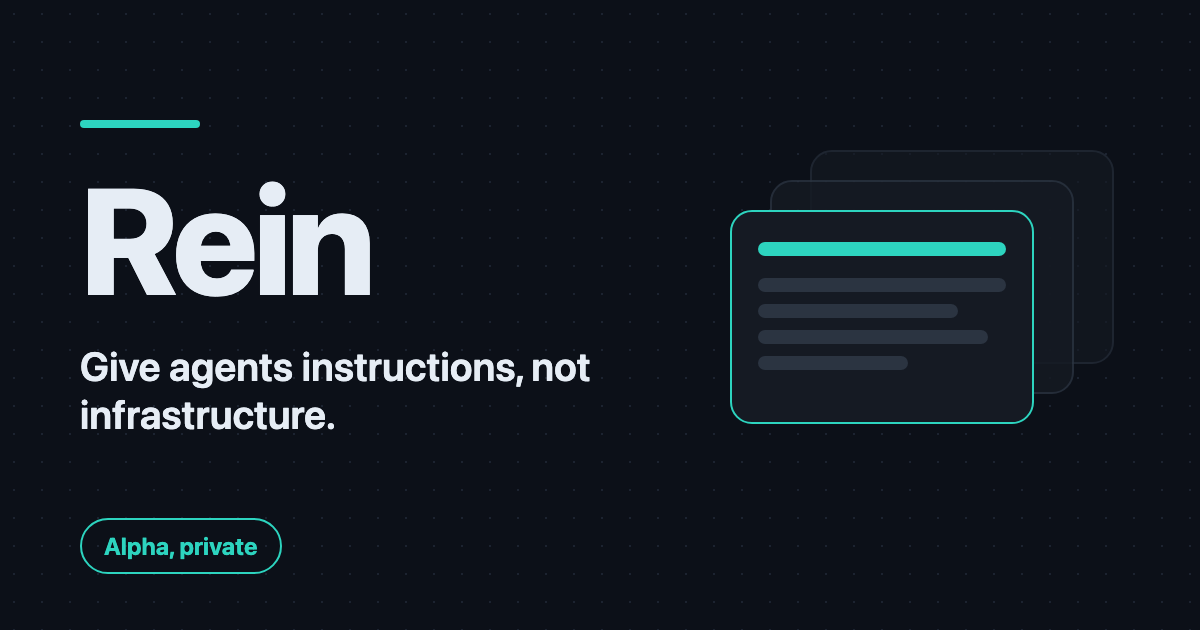 Rein
Give agents instructions, not
infrastructure.
Alpha, private